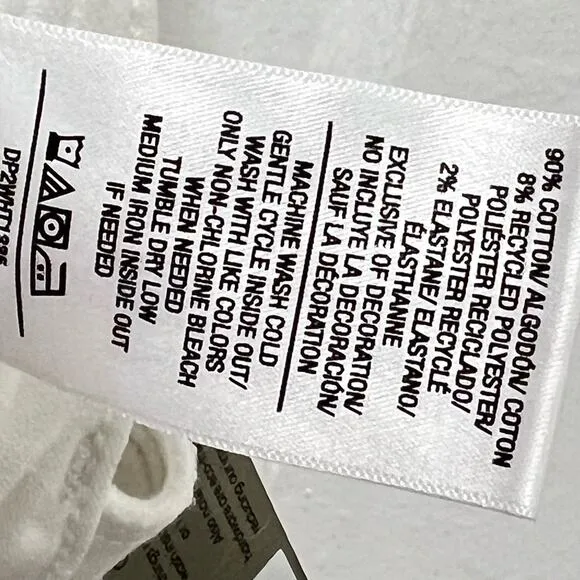 90% COTTON/ ALGODÓN/ COTON
8% RECYCLED POLYESTER/
POLIESTER RECICLADO/
POLYESTER RECYCLÉ
2% ELASTANE/ ELASTANO/
ÉLASTHANNE
EXCLUSIVE OF DECORATION/
NO INCLUYE LA DECORACIÓN/
SAUF LA DÉCORATION
MACHINE WASH COLD
GENTLE CYCLE INSIDE OUT/
WASH WITH LIKE COLORS
ONLY NON-CHLORINE BLEACH
WHEN NEEDED
TUMBLE DRY LOW
MEDIUM IRON INSIDE OUT
IF NEEDED